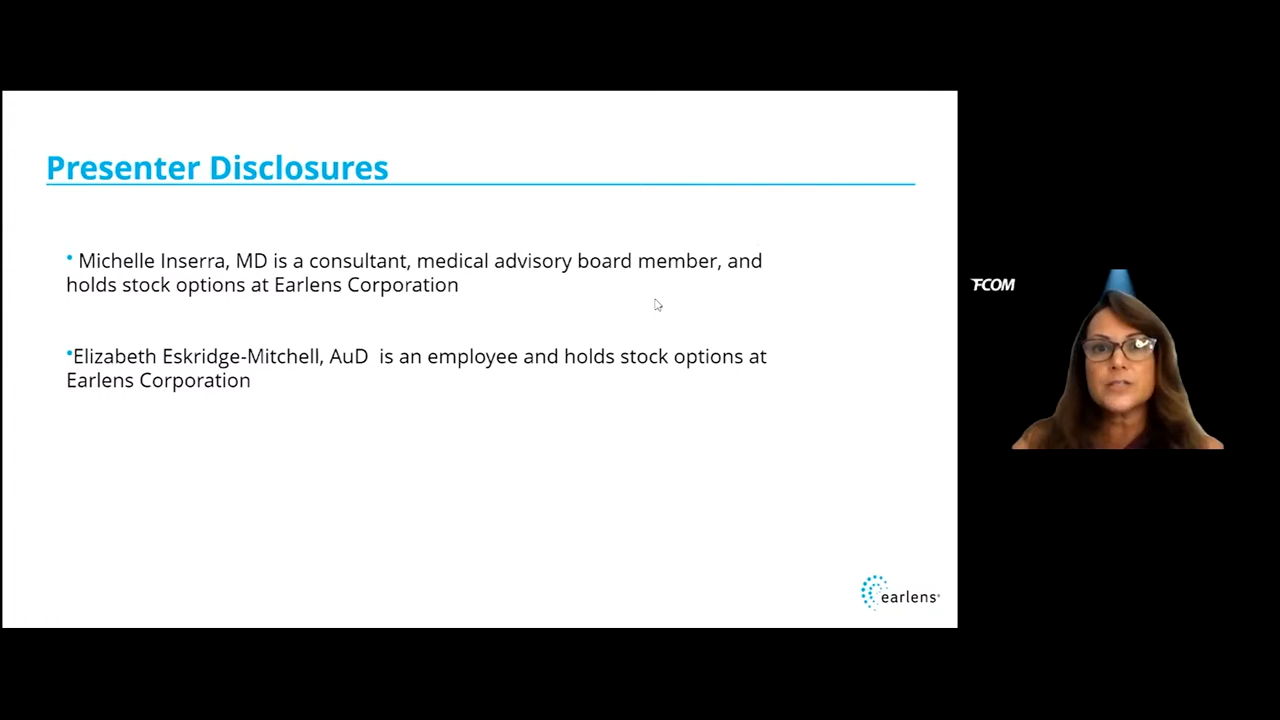 Presenter Disclosures
• Michelle Inserra, MD is a consultant, medical advisory board member, and
holds stock options at Earlens Corporation
•Elizabeth Eskridge-Mitchell, AuD is an employee and holds stock options at
Earlens Corporation
FCOM
earlens